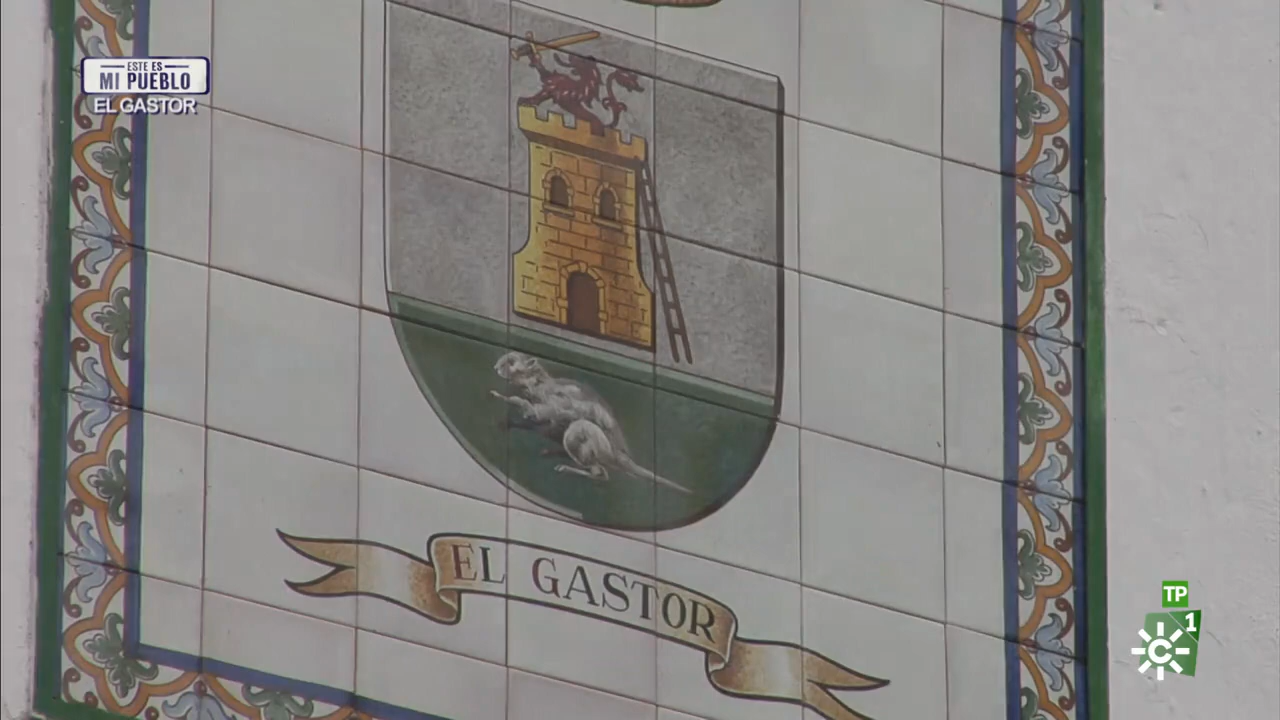 ESTE ES
MI PUEBLO
EL GASTOR
EL GASTOR
TP
1